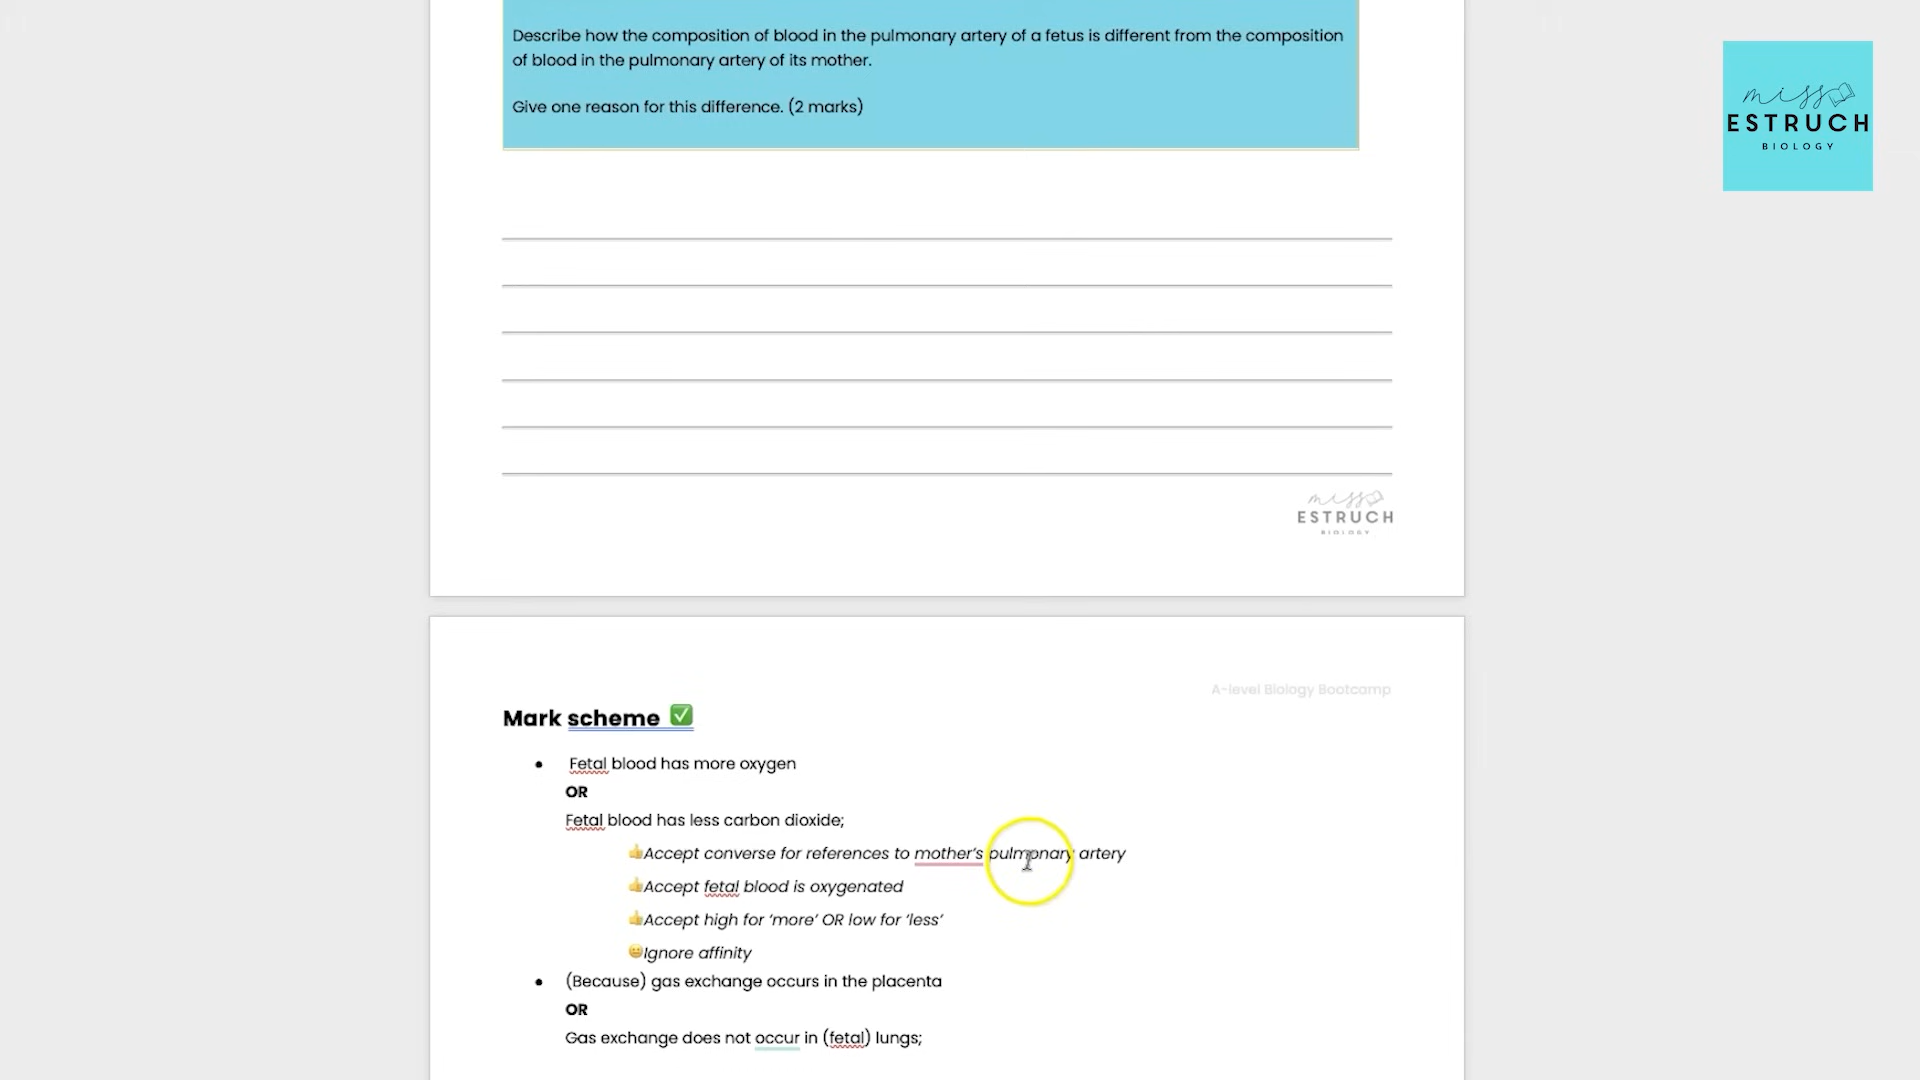 Describe how the composition of blood in the pulmonary artery of a fetus is different from the composition
of blood in the pulmonary artery of its mother.
Give one reason for this difference. (2 marks)
miss
ESTRUCH
BIOLOGY
miss
ESTRUCH
BIOLOGY
A-level Biology Bootcamp
Mark scheme ✅
• Fetal blood has more oxygen
OR
Fetal blood has less carbon dioxide;
👍Accept converse for references to mother's pulmonary artery
👍Accept fetal blood is oxygenated
👍Accept high for 'more' OR low for 'less'
😐Ignore affinity
• (Because) gas exchange occurs in the placenta
OR
Gas exchange does not occur in (fetal) lungs;